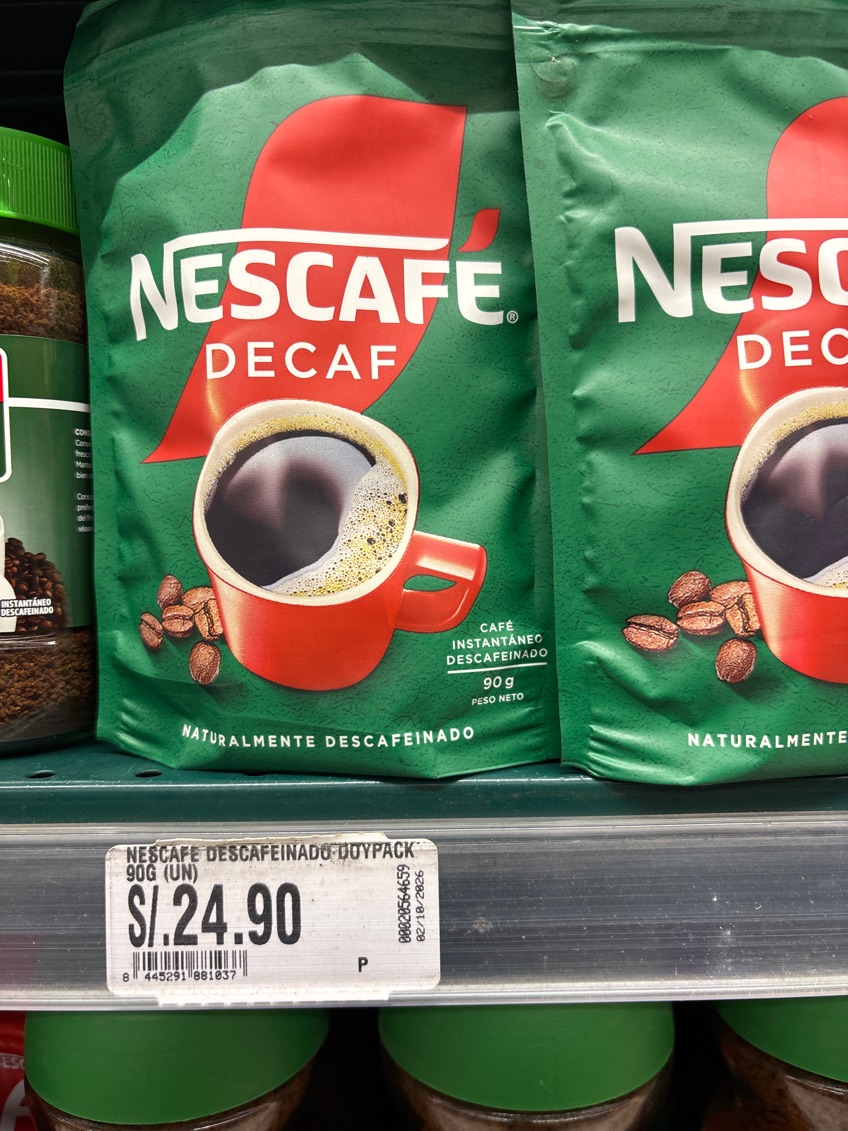 NESCAFÉ®
DECAF
CAFÉ
INSTANTÁNEO
DESCAFEINADO
90 g
PESO NETO
NATURALMENTE DESCAFEINADO
NESC
DEC
NATURALMENTE
INSTANTÁNEO
DESCAFEINADO
NESCAFE DESCAFEINADO DOYPACK
90G (UN)
S/.24.90
8 445291 881037
P
00020564659
02/10/2026